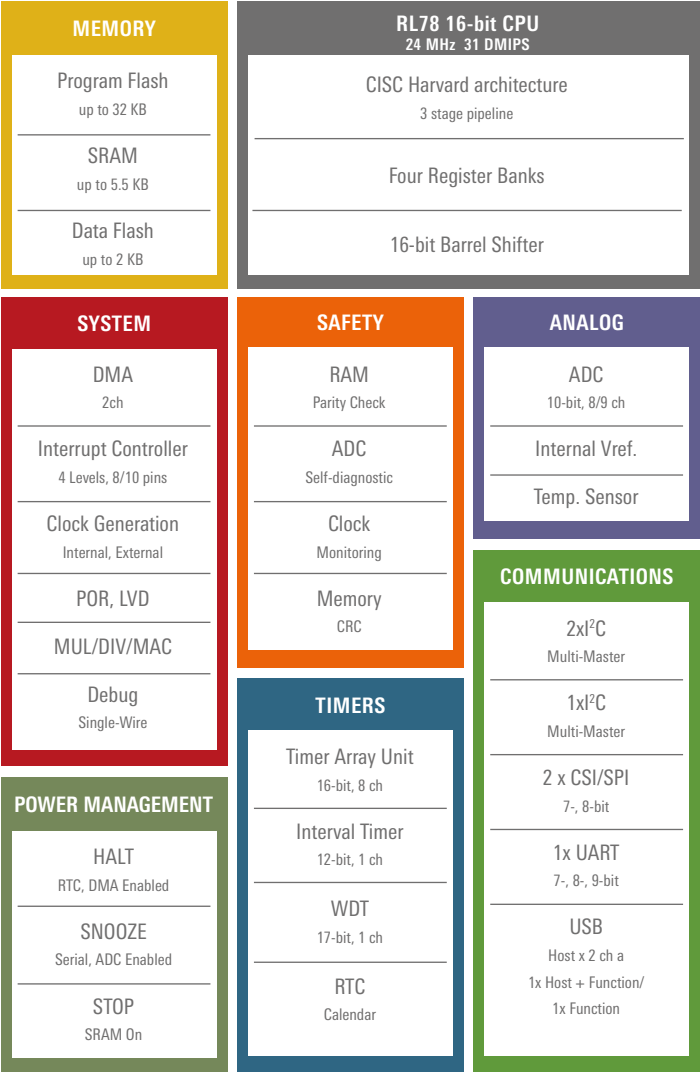 MEMORY
Program Flash
up to 32 KB
SRAM
up to 5.5 KB
Data Flash
up to 2 KB
RL78 16-bit CPU
24 MHz 31 DMIPS
CISC Harvard architecture
3 stage pipeline
Four Register Banks
16-bit Barrel Shifter
SYSTEM
DMA
2ch
Interrupt Controller
4 Levels, 8/10 pins
Clock Generation
Internal, External
POR, LVD
MUL/DIV/MAC
Debug
Single-Wire
SAFETY
RAM
Parity Check
ADC
Self-diagnostic
Clock
Monitoring
Memory
CRC
ANALOG
ADC
10-bit, 8/9 ch
Internal Vref.
Temp. Sensor
POWER MANAGEMENT
HALT
RTC, DMA Enabled
SNOOZE
Serial, ADC Enabled
STOP
SRAM On
TIMERS
Timer Array Unit
16-bit, 8 ch
Interval Timer
12-bit, 1 ch
WDT
17-bit, 1 ch
RTC
Calendar
COMMUNICATIONS
2xI²C
Multi-Master
1xI²C
Multi-Master
2 x CSI/SPI
7-, 8-bit
1x UART
7-, 8-, 9-bit
USB
Host x 2 ch a
1x Host + Function/
1x Function